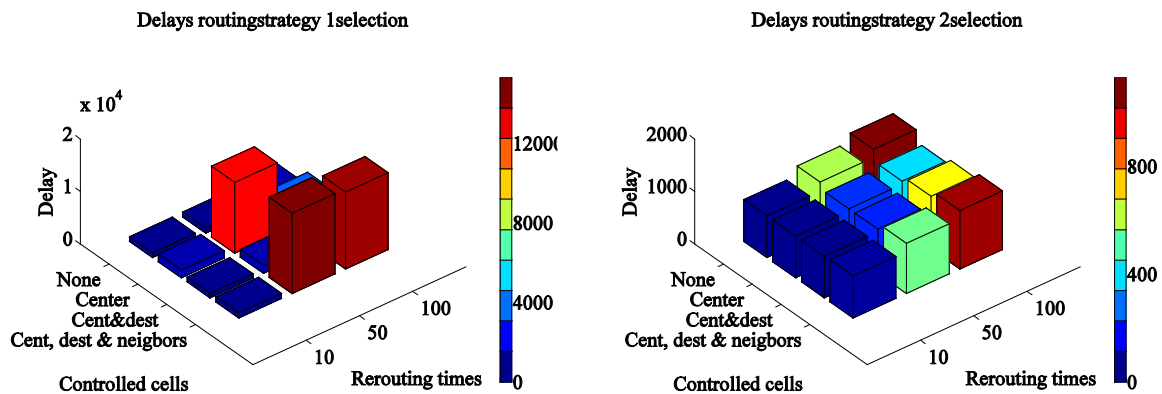 Delays routingstrategy 1selection
x 10^4
2
1
0
Delay
None
Center
Cent&dest
Cent, dest & neigbors
Controlled cells
10
50
100
Rerouting times
12000
8000
4000
0
Delays routingstrategy 2selection
2000
1000
0
Delay
None
Center
Cent&dest
Cent, dest & neigbors
Controlled cells
10
50
100
Rerouting times
800
400
0